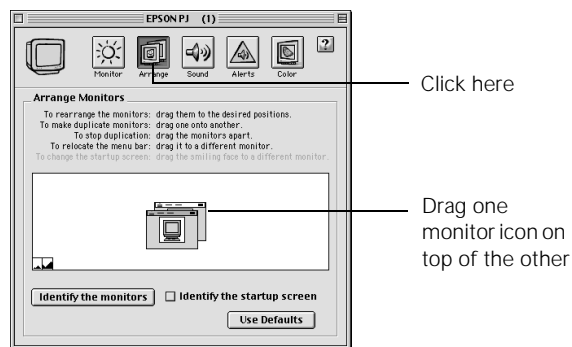 EPSON PJ (1)
Monitor Arrange Sound Alerts Color
?
Click here
Arrange Monitors
To rearrange the monitors: drag them to the desired positions.
To make duplicate monitors: drag one onto another.
To stop duplication: drag the monitors apart.
To relocate the menu bar: drag it to a different monitor.
To change the startup screen: drag the smiling face to a different monitor.
Drag one
monitor icon on
top of the other
Identify the monitors
Identify the startup screen
Use Defaults